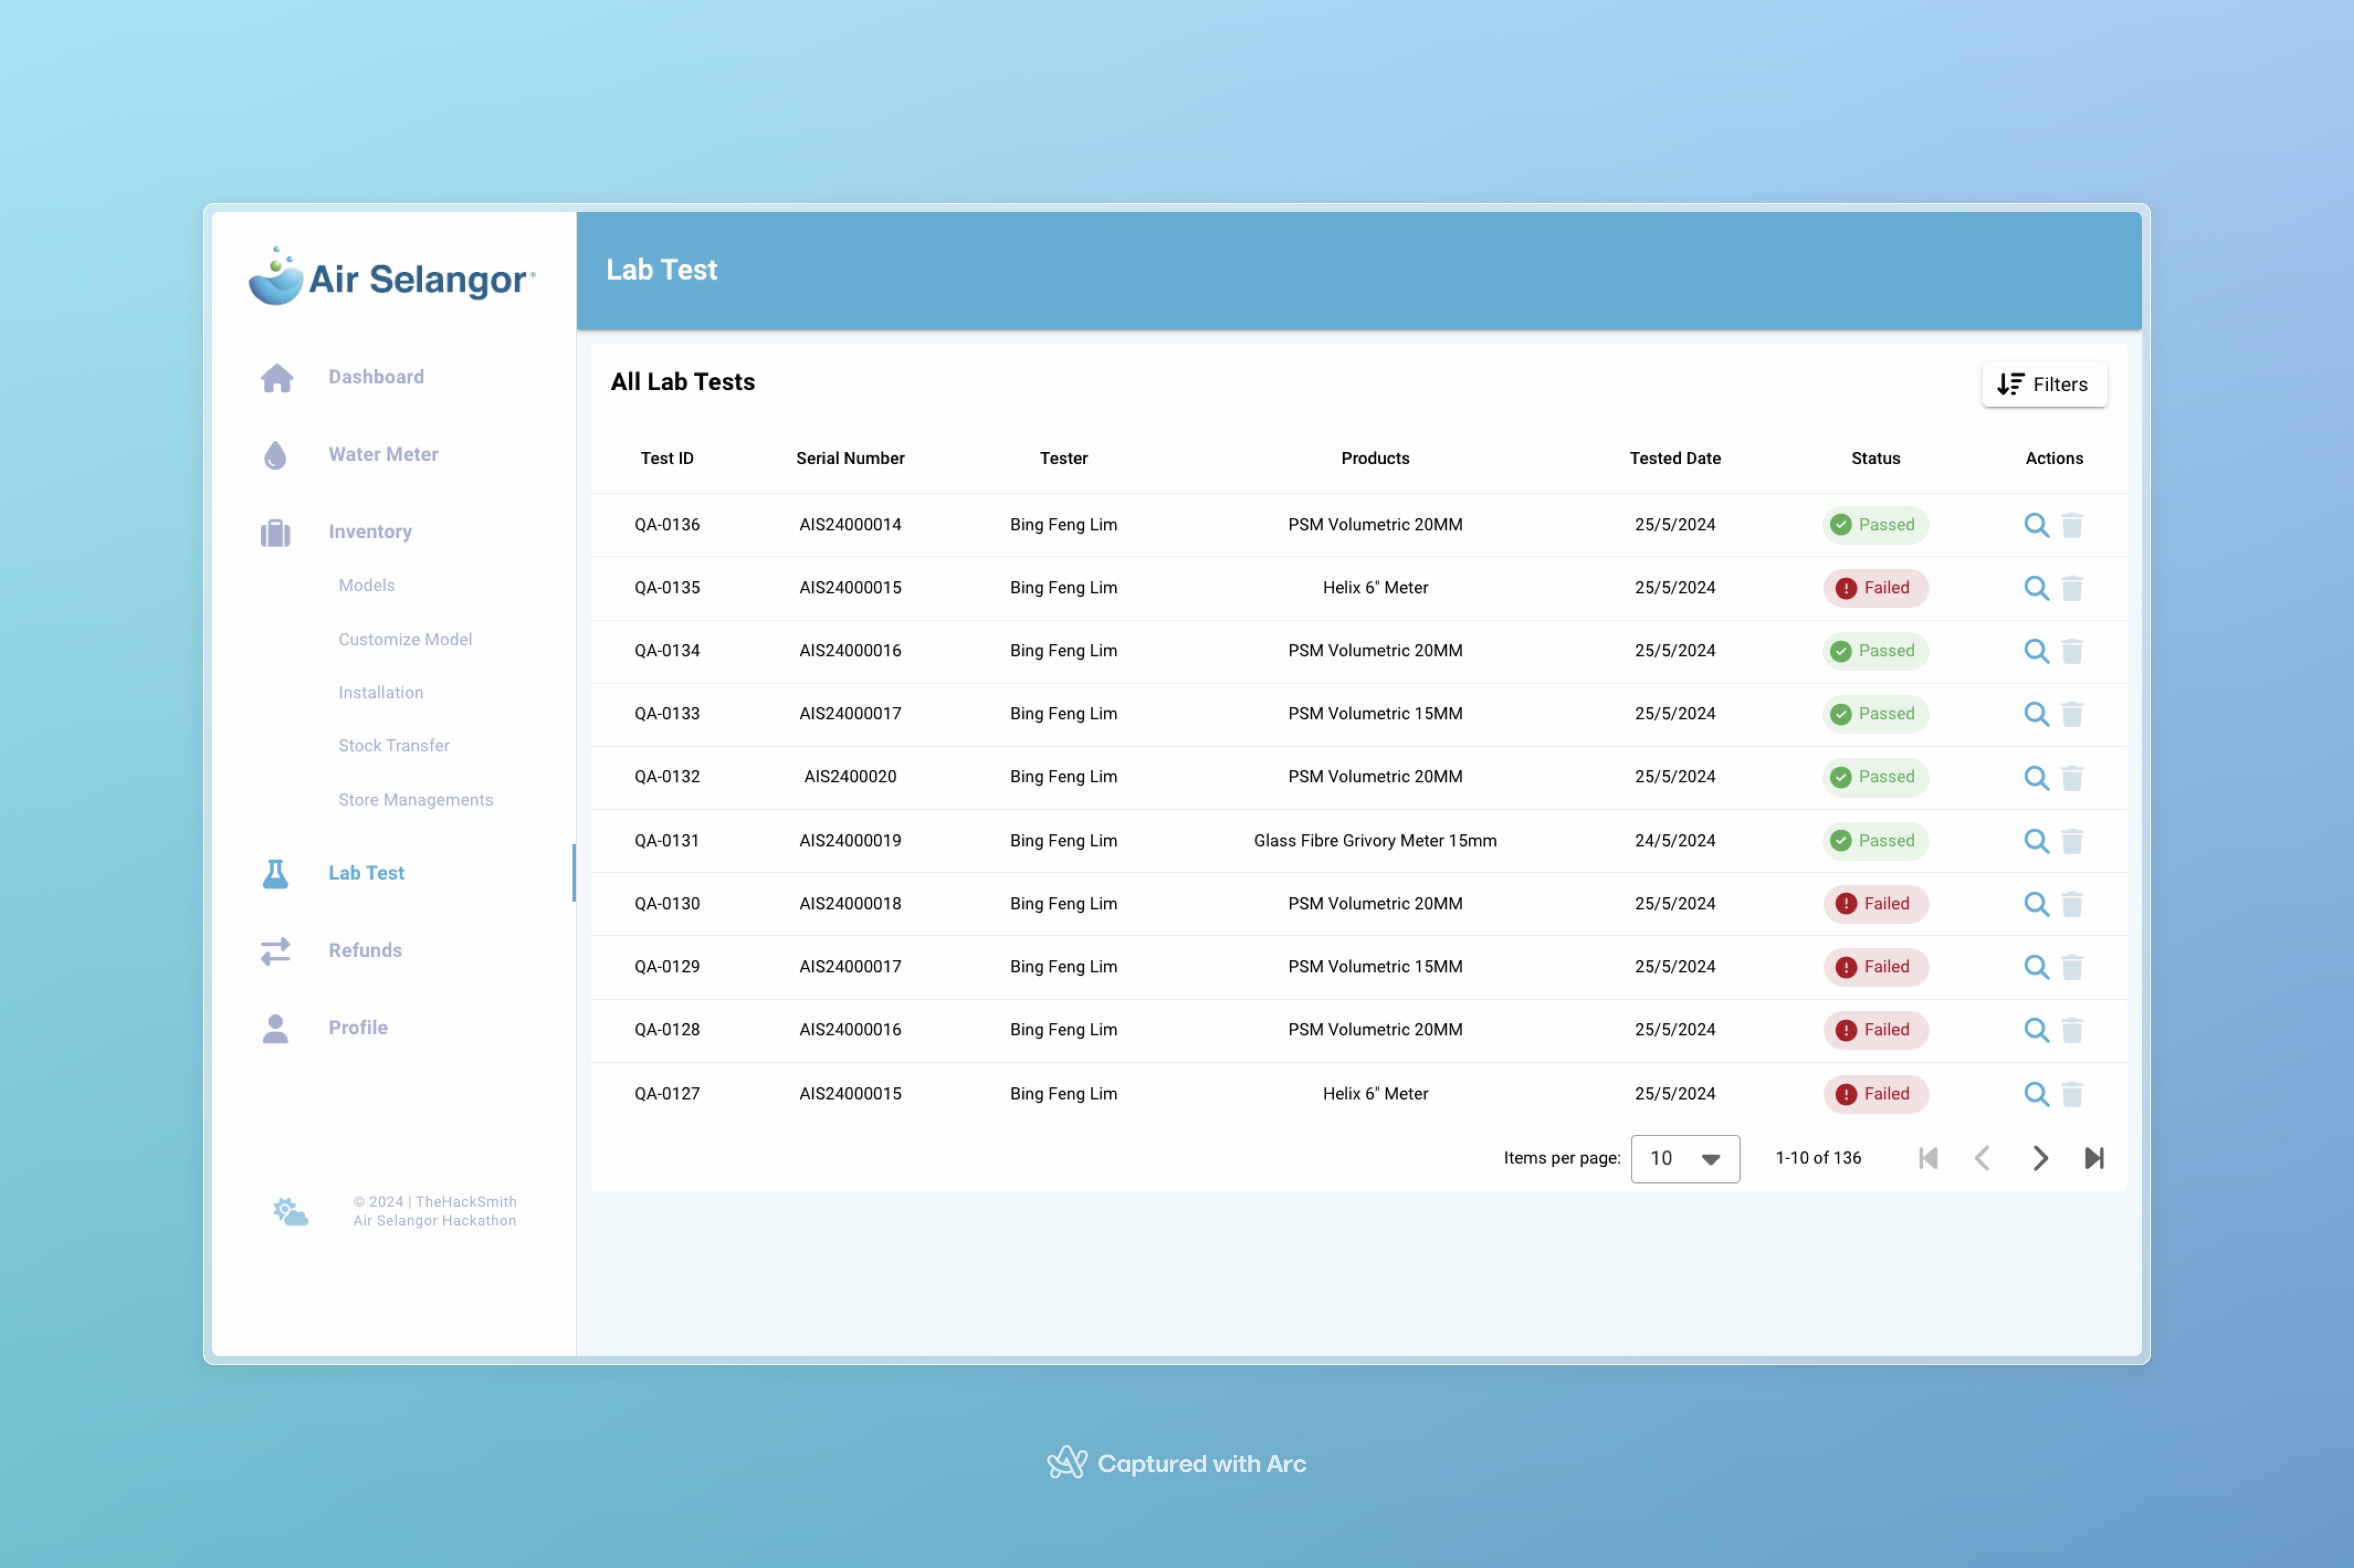 Air Selangor
Lab Test
Dashboard
Water Meter
Inventory
Models
Customize Model
Installation
Stock Transfer
Store Managements
Lab Test
Refunds
Profile
© 2024 | TheHackSmith
Air Selangor Hackathon
All Lab Tests
Filters
Test ID Serial Number Tester Products Tested Date Status Actions
QA-0136 AIS24000014 Bing Feng Lim PSM Volumetric 20MM 25/5/2024 Passed
QA-0135 AIS24000015 Bing Feng Lim Helix 6" Meter 25/5/2024 Failed
QA-0134 AIS24000016 Bing Feng Lim PSM Volumetric 20MM 25/5/2024 Passed
QA-0133 AIS24000017 Bing Feng Lim PSM Volumetric 15MM 25/5/2024 Passed
QA-0132 AIS2400020 Bing Feng Lim PSM Volumetric 20MM 25/5/2024 Passed
QA-0131 AIS24000019 Bing Feng Lim Glass Fibre Grivory Meter 15mm 24/5/2024 Passed
QA-0130 AIS24000018 Bing Feng Lim PSM Volumetric 20MM 25/5/2024 Failed
QA-0129 AIS24000017 Bing Feng Lim PSM Volumetric 15MM 25/5/2024 Failed
QA-0128 AIS24000016 Bing Feng Lim PSM Volumetric 20MM 25/5/2024 Failed
QA-0127 AIS24000015 Bing Feng Lim Helix 6" Meter 25/5/2024 Failed
Items per page: 10 1-10 of 136
Captured with Arc